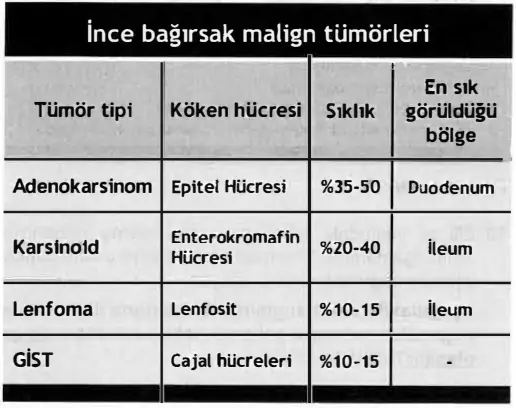 İnce bağırsak malign tümörleri
Tümör tipi Köken hücresi Sıklık En sık görüldüğü bölge
Adenokarsinom Epitel Hücresi %35-50 Duodenum
Karsinold Enterokromafin Hücresi %20-40 İleum
Lenfoma Lenfosit %10-15 İleum
GİST Cajal hücreleri %10-15 -